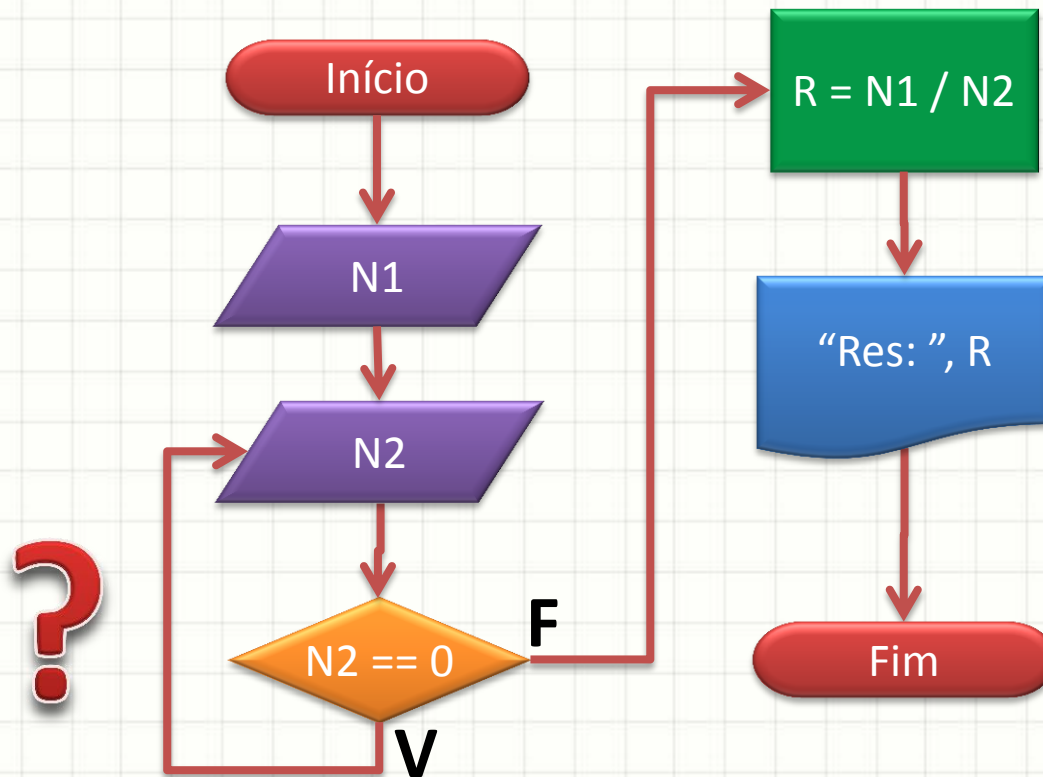 Início
N1
N2
?
N2 == 0
V
F
R = N1 / N2
“Res: ”, R
Fim